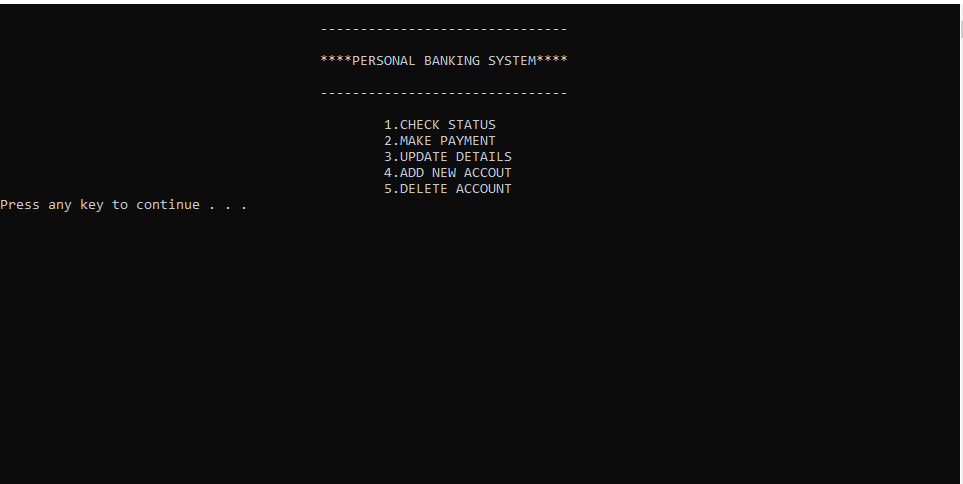 ------------------------------- 
****PERSONAL BANKING SYSTEM****
-------------------------------
1.CHECK STATUS
2.MAKE PAYMENT
3.UPDATE DETAILS
4.ADD NEW ACCOUT
5.DELETE ACCOUNT
Press any key to continue . . .